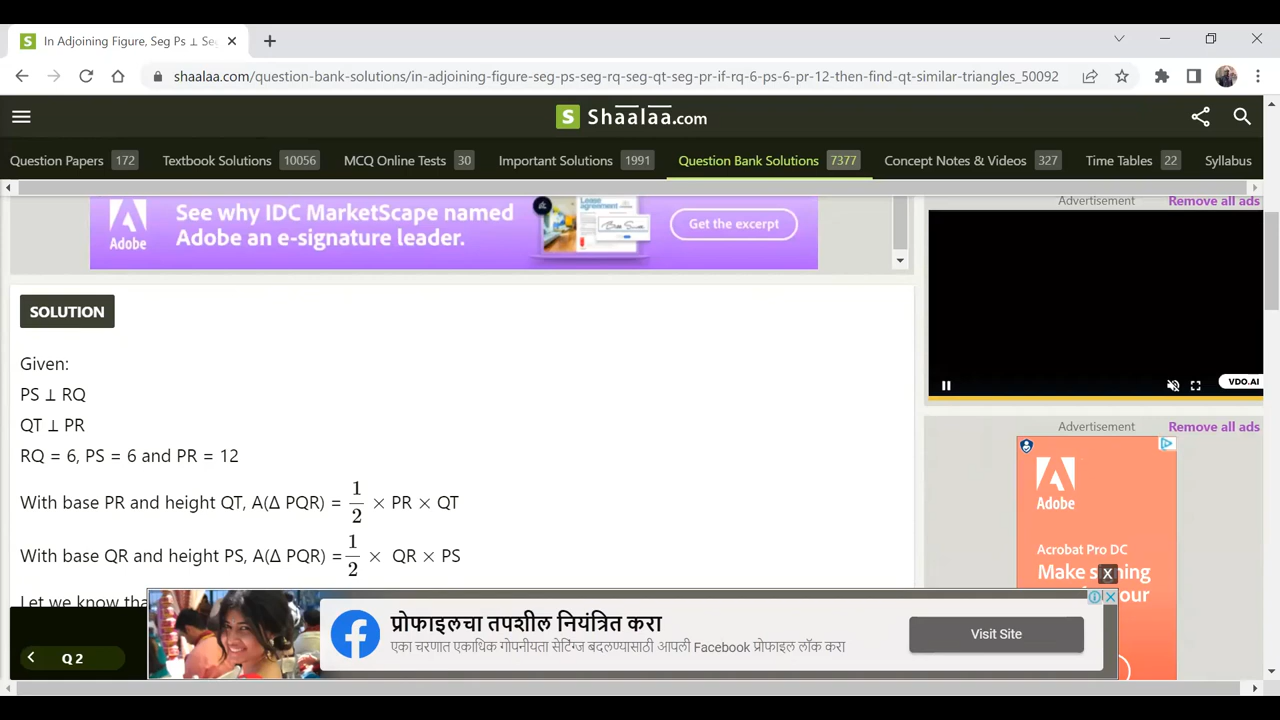 In Adjoining Figure, Seg Ps ⊥ Se
shaalaa.com/question-bank-solutions/in-adjoining-figure-seg-ps-seg-rq-seg-qt-seg-pr-if-rq-6-ps-6-pr-12-then-find-qt-similar-triangles_50092
S Shaalaa.com
Question Papers 172 Textbook Solutions 10056 MCQ Online Tests 30 Important Solutions 1991 Question Bank Solutions 7377 Concept Notes & Videos 327 Time Tables 22 Syllabus
Advertisement Remove all ads
See why IDC MarketScape named
Adobe an e-signature leader.
Adobe
Get the excerpt
SOLUTION
Given:
PS ⊥ RQ
QT ⊥ PR
RQ = 6, PS = 6 and PR = 12
With base PR and height QT, A(Δ PQR) = 1/2 × PR × QT
With base QR and height PS, A(Δ PQR) = 1/2 × QR × PS
Let we know tha
Q 2
VDO.AI
Advertisement Remove all ads
Adobe
Acrobat Pro DC
Make s ning
our
X
प्रोफाइलचा तपशील नियंत्रित करा
एका चरणात एकाधिक गोपनीयता सेटिंग्ज बदलण्यासाठी आपली Facebook प्रोफाइल लॉक करा
Visit Site